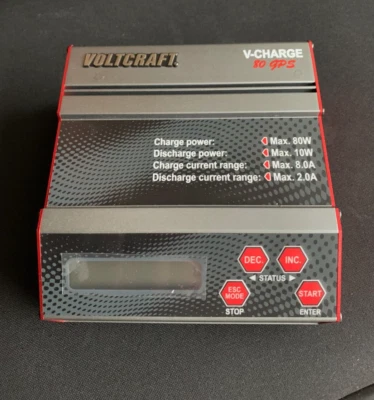 VOLTCRAFT.
V-CHARGE
80 GPS
Charge power: Max. 80W
Discharge power: Max. 10W
Charge current range: Max. 8.0A
Discharge current range: Max. 2.0A
DEC. INC.
◄ STATUS ►
ESC
MODE
START
STOP ENTER